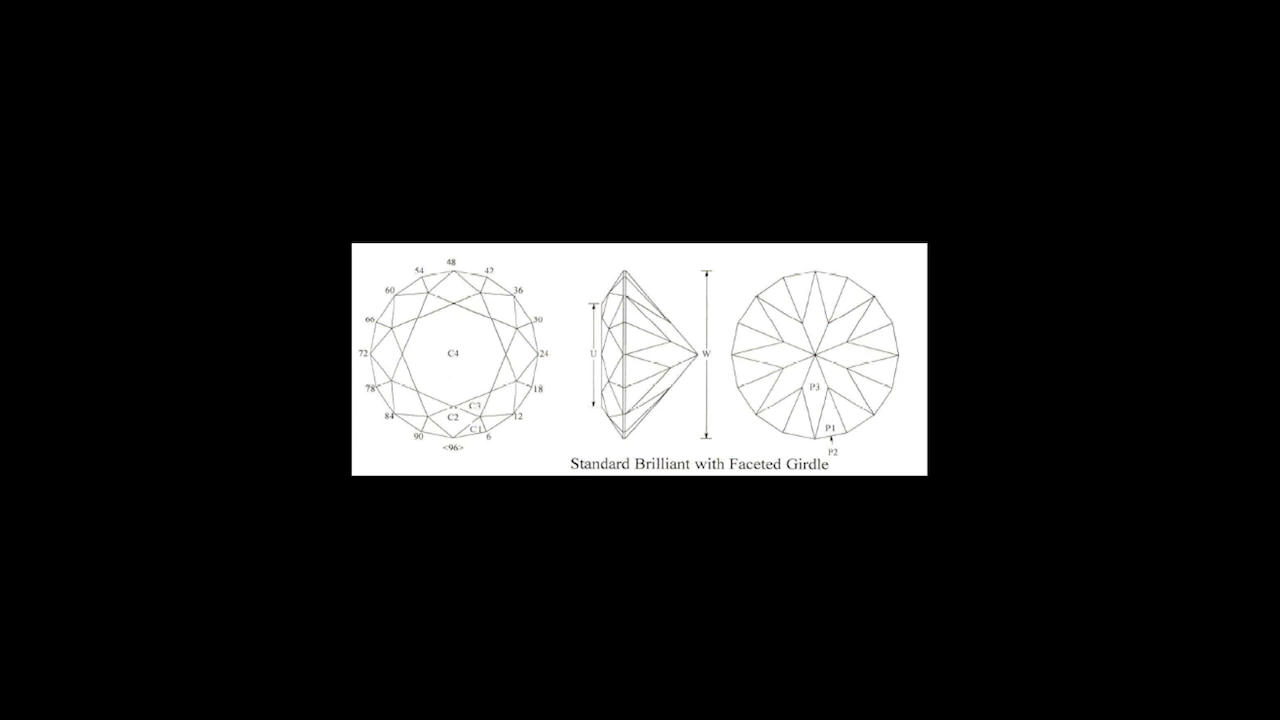 48
54 42
60 36
66 30
72 C4 24 U W
78 18
P3
C3
84 C2 12
C1
90 6
P1
<96>
P2
Standard Brilliant with Faceted Girdle